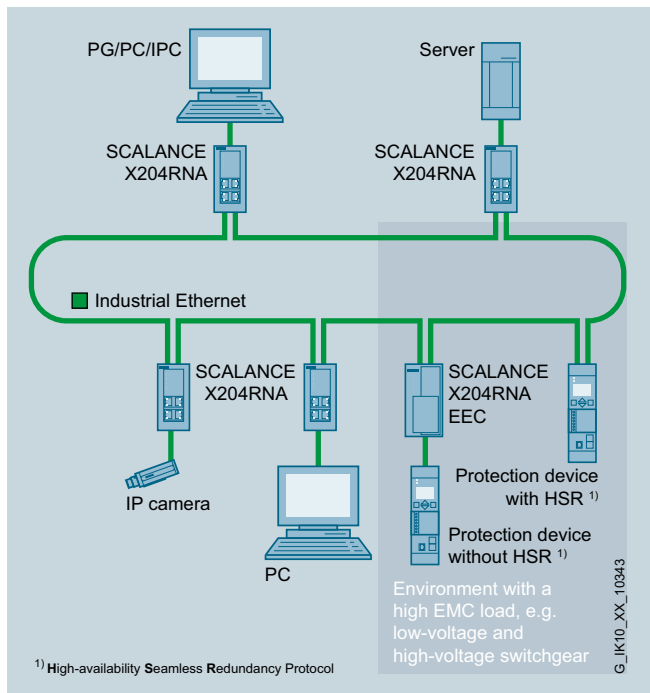 PG/PC/IPC
Server
SCALANCE
X204RNA
SCALANCE
X204RNA
Industrial Ethernet
SCALANCE
X204RNA
SCALANCE
X204RNA
EEC
IP camera
PC
Protection device
with HSR 1)
Protection device
without HSR 1)
Environment with a
high EMC load, e.g.
low-voltage and
high-voltage switchgear
1) High-availability Seamless Redundancy Protocol
G_IK10_XX_10343